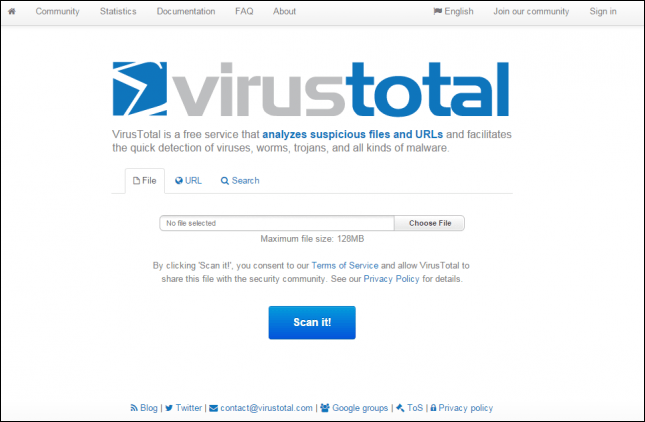 Community Statistics Documentation FAQ About English Join our community Sign in
virustotal
VirusTotal is a free service that analyzes suspicious files and URLs and facilitates
the quick detection of viruses, worms, trojans, and all kinds of malware.
File URL Search
No file selected Choose File
Maximum file size: 128MB
By clicking 'Scan it!', you consent to our Terms of Service and allow VirusTotal to
share this file with the security community. See our Privacy Policy for details.
Scan it!
Blog | Twitter | contact@virustotal.com | Google groups | ToS | Privacy policy